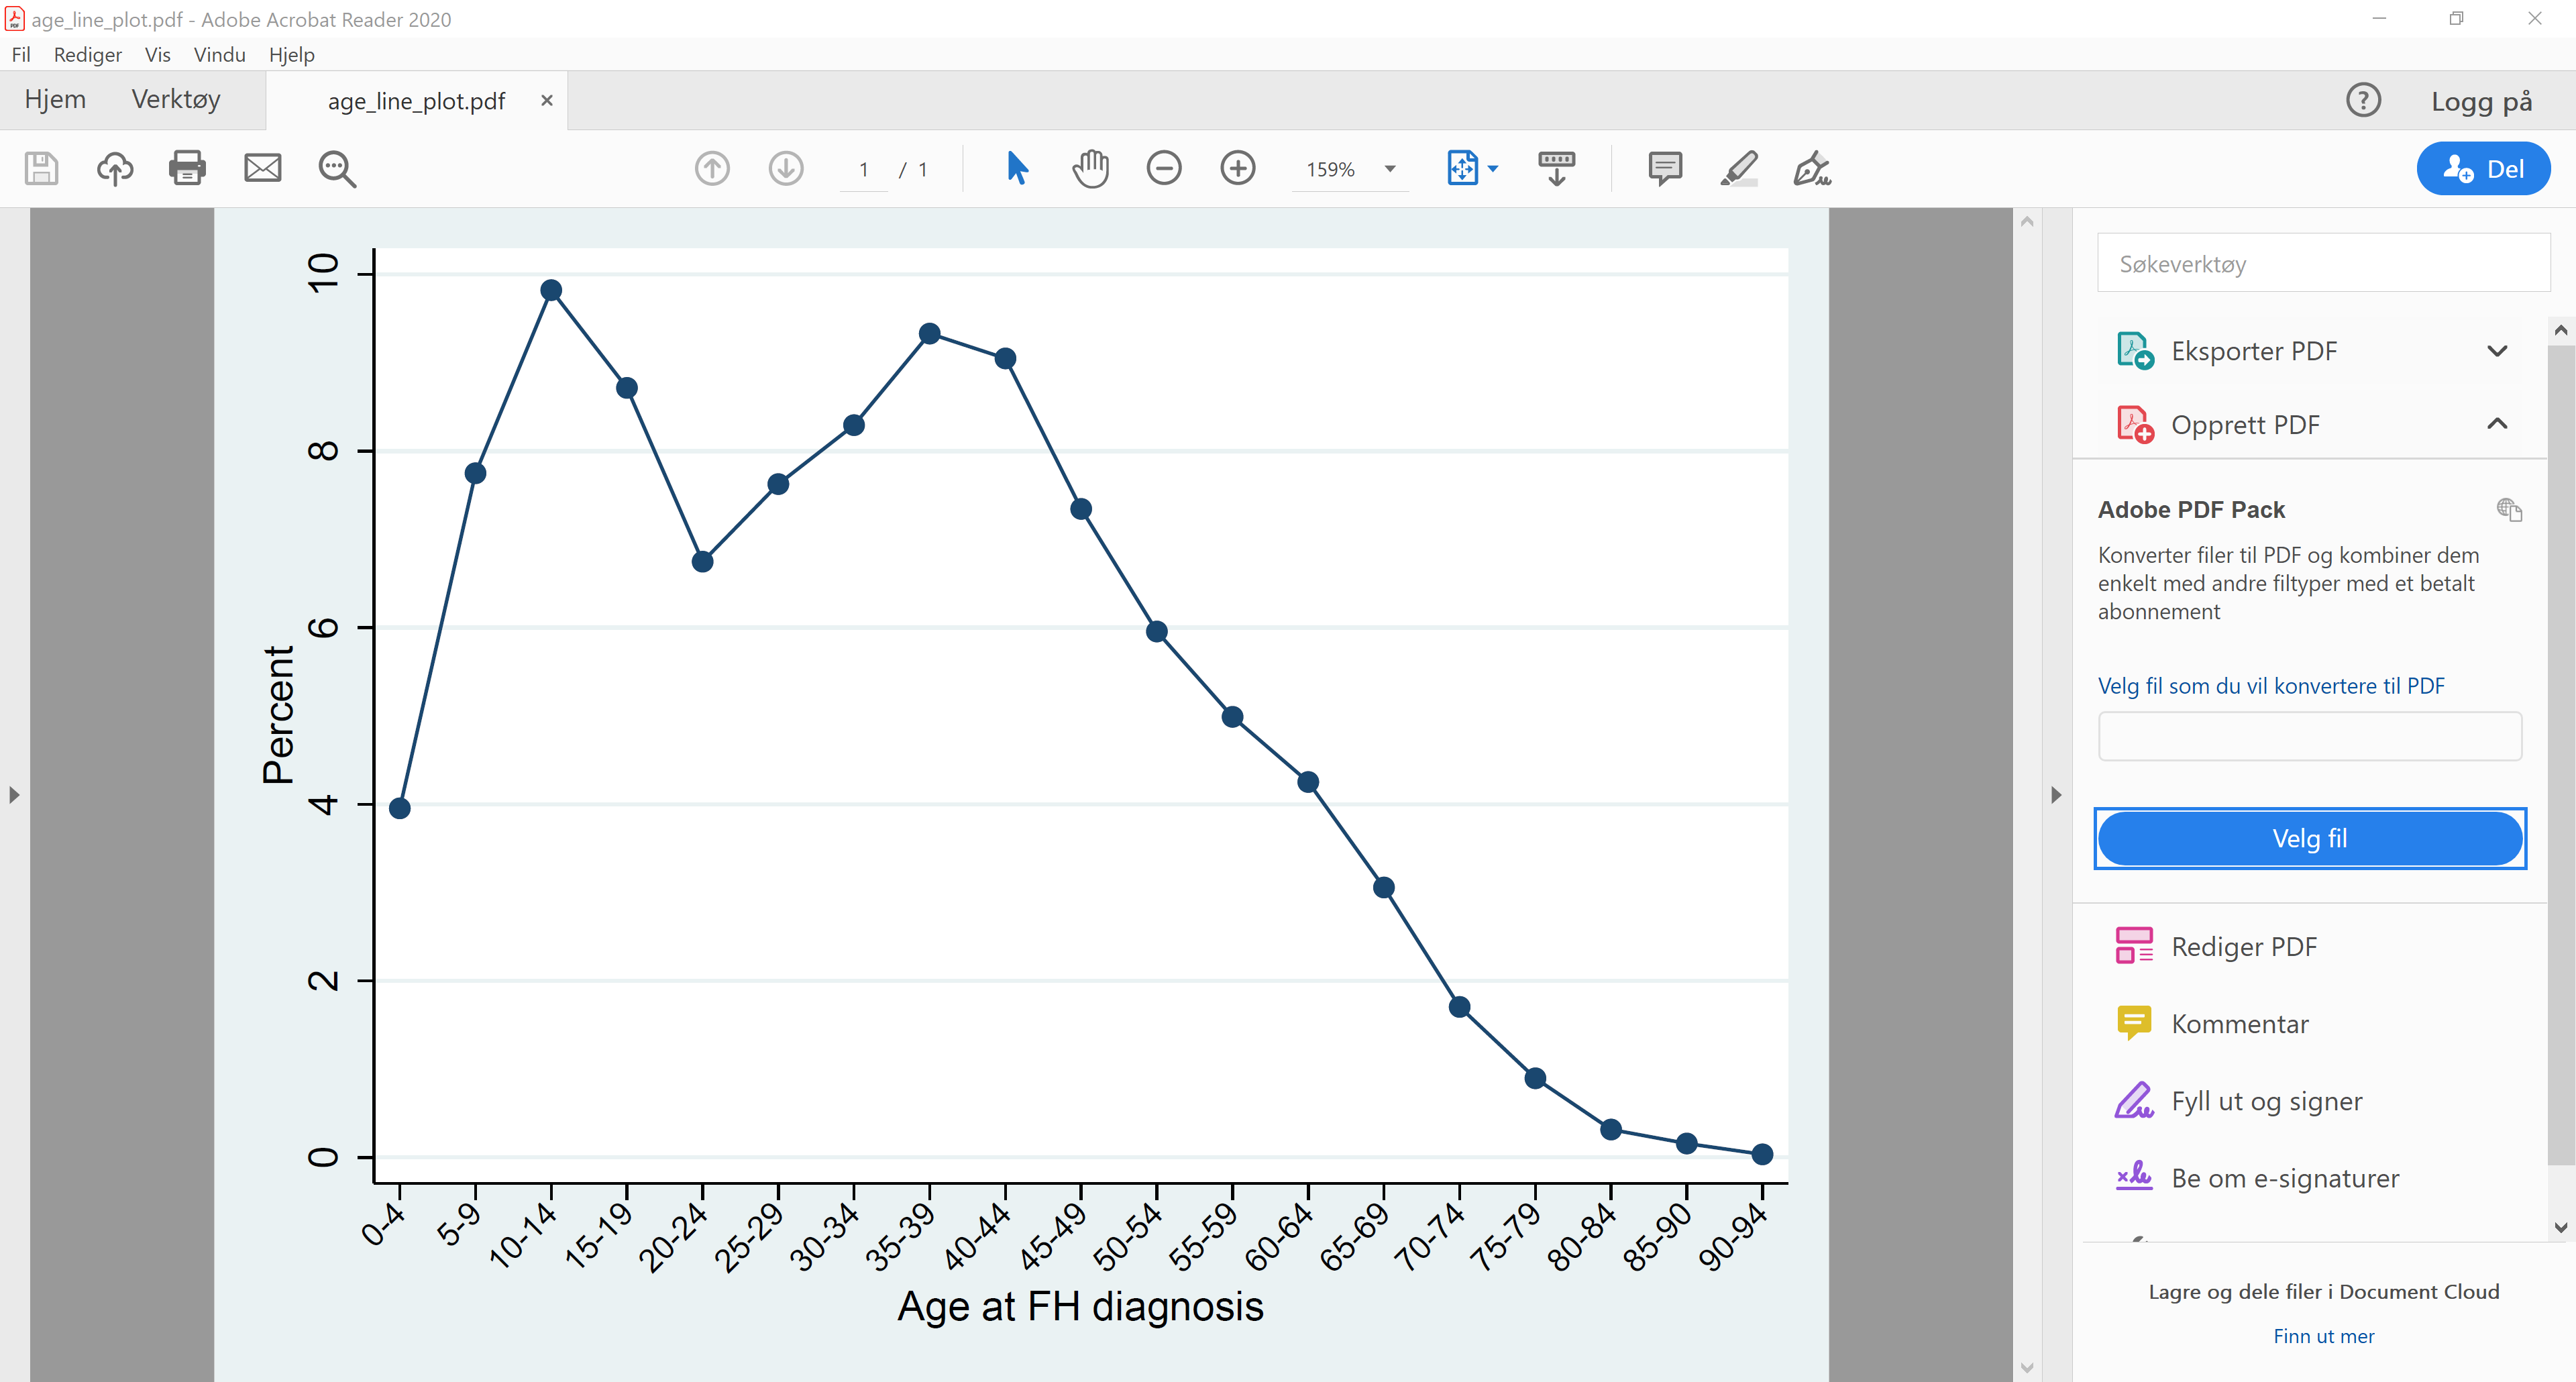 age_line_plot.pdf - Adobe Acrobat Reader 2020
Fil Rediger Vis Vindu Hjelp
Hjem Verktøy age_line_plot.pdf × ? Logg på
1 / 1 159% Del
Søkeverktøy
Eksporter PDF
Opprett PDF
Adobe PDF Pack
Konverter filer til PDF og kombiner dem
enkelt med andre filtyper med et betalt
abonnement
Velg fil som du vil konvertere til PDF
Velg fil
Rediger PDF
Kommentar
Fyll ut og signer
Be om e-signaturer
Lagre og dele filer i Document Cloud
Finn ut mer
Percent
10
8
6
4
2
0
0-4 5-9 10-14 15-19 20-24 25-29 30-34 35-39 40-44 45-49 50-54 55-59 60-64 65-69 70-74 75-79 80-84 85-90 90-94
Age at FH diagnosis